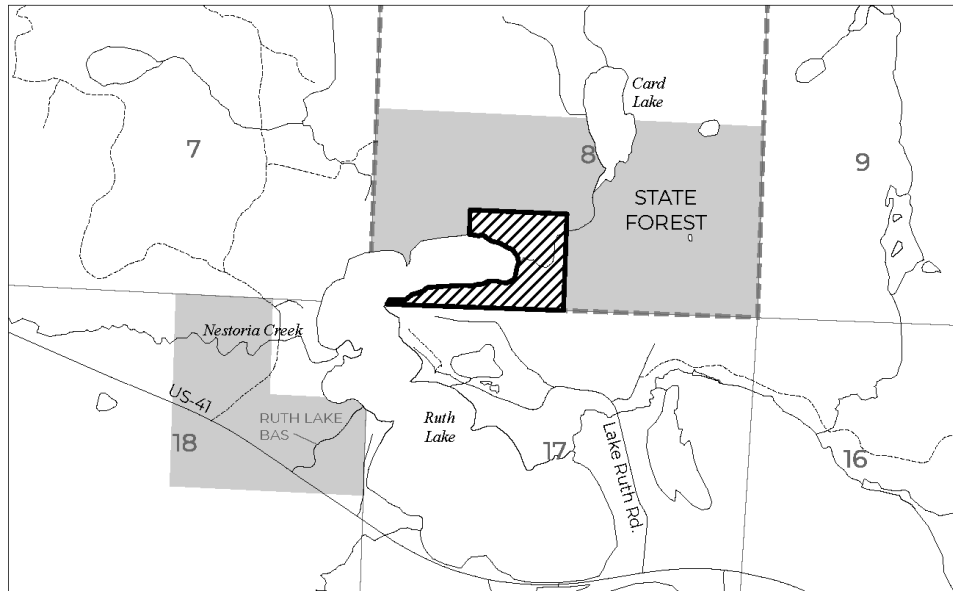 Card
Lake
7
8
9
STATE
FOREST
Nestoria Creek
US-41
RUTH LAKE
BAS
Ruth
Lake
18
17
Lake Ruth Rd.
16